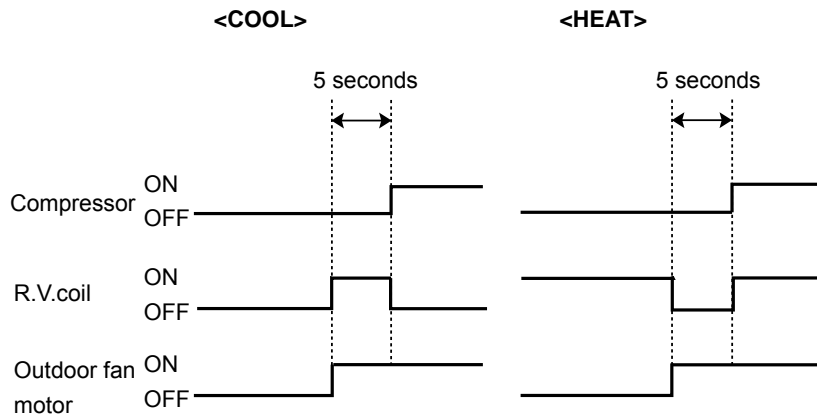 <COOL>
<HEAT>
5 seconds
5 seconds
Compressor
ON
OFF
R.V.coil
ON
OFF
Outdoor fan
motor
ON
OFF